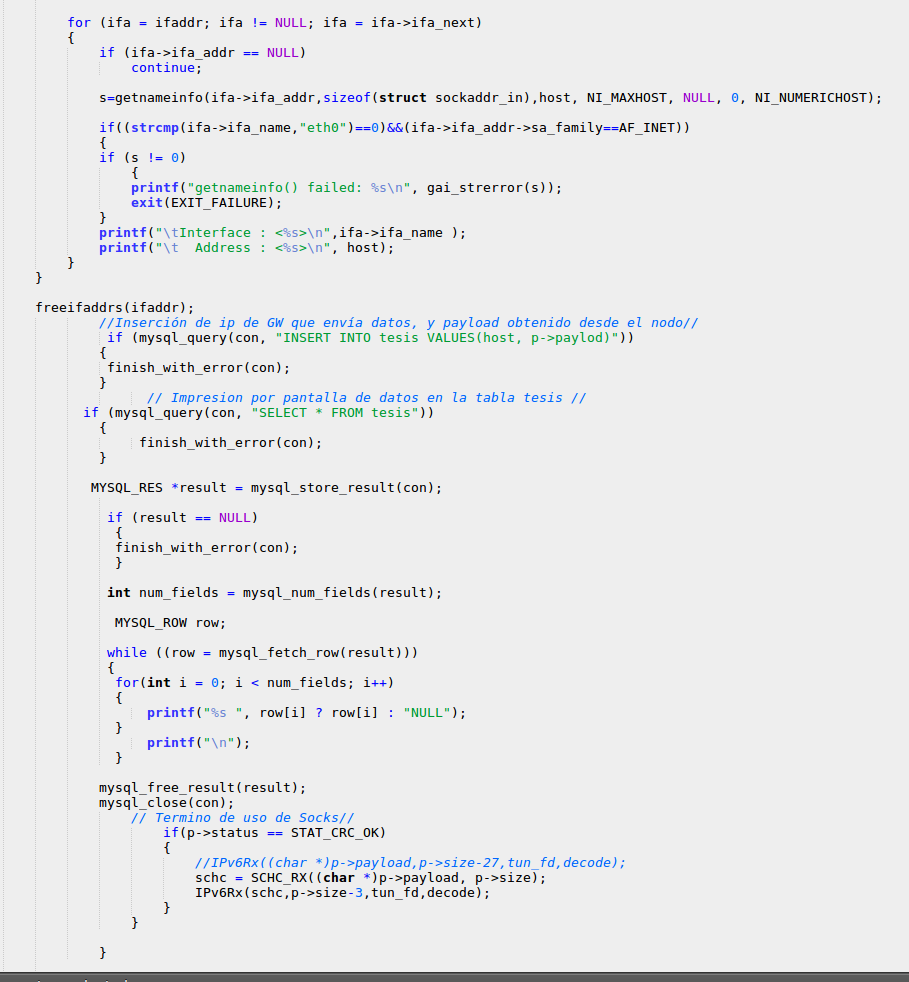 for (ifa = ifaddr; ifa != NULL; ifa = ifa->ifa_next)
{
if (ifa->ifa_addr == NULL)
continue;
s=getnameinfo(ifa->ifa_addr,sizeof(struct sockaddr_in),host, NI_MAXHOST, NULL, 0, NI_NUMERICHOST);
if((strcmp(ifa->ifa_name,"eth0")==0)&&(ifa->ifa_addr->sa_family==AF_INET))
{
if (s != 0)
{
printf("getnameinfo() failed: %s\n", gai_strerror(s));
exit(EXIT_FAILURE);
}
printf("\tInterface : <%s>\n",ifa->ifa_name );
printf("\t  Address : <%s>\n", host);
}
}
freeifaddrs(ifaddr);
//Inserción de ip de GW que envía datos, y payload obtenido desde el nodo//
if (mysql_query(con, "INSERT INTO tesis VALUES(host, p->paylod)"))
{
finish_with_error(con);
}
// Impresion por pantalla de datos en la tabla tesis //
if (mysql_query(con, "SELECT * FROM tesis"))
{
finish_with_error(con);
}
MYSQL_RES *result = mysql_store_result(con);
if (result == NULL)
{
finish_with_error(con);
}
int num_fields = mysql_num_fields(result);
MYSQL_ROW row;
while ((row = mysql_fetch_row(result)))
{
for(int i = 0; i < num_fields; i++)
{
printf("%s ", row[i] ? row[i] : "NULL");
}
printf("\n");
}
mysql_free_result(result);
mysql_close(con);
// Termino de uso de Socks//
if(p->status == STAT_CRC_OK)
{
//IPv6Rx((char *)p->payload,p->size-27,tun_fd,decode);
schc = SCHC_RX((char *)p->payload, p->size);
IPv6Rx(schc,p->size-3,tun_fd,decode);
}
}
}